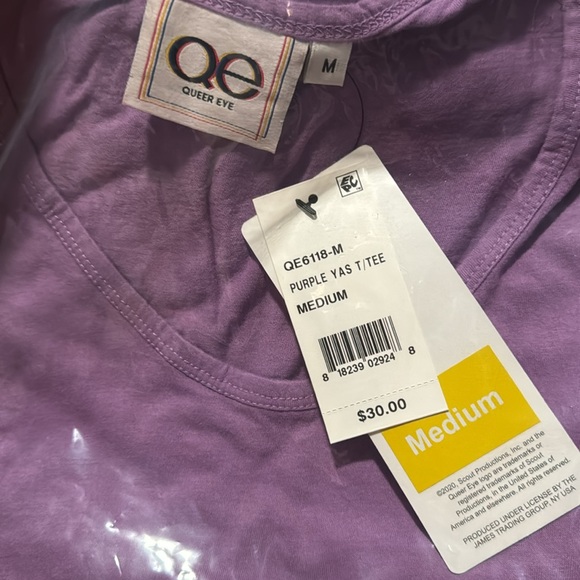 Qe
QUEER EYE
M
QE6118-M
PURPLE YAS T/TEE
MEDIUM
8 18239 02924 8
$30.00
Medium
©2020, Scout Productions, Inc. and the
Queer Eye logo are trademarks or
registered trademarks of Scout
Productions, in the United States of
America and elsewhere. All rights reserved.
PRODUCED UNDER LICENSE BY THE
JAMES TRADING GROUP, NY USA.